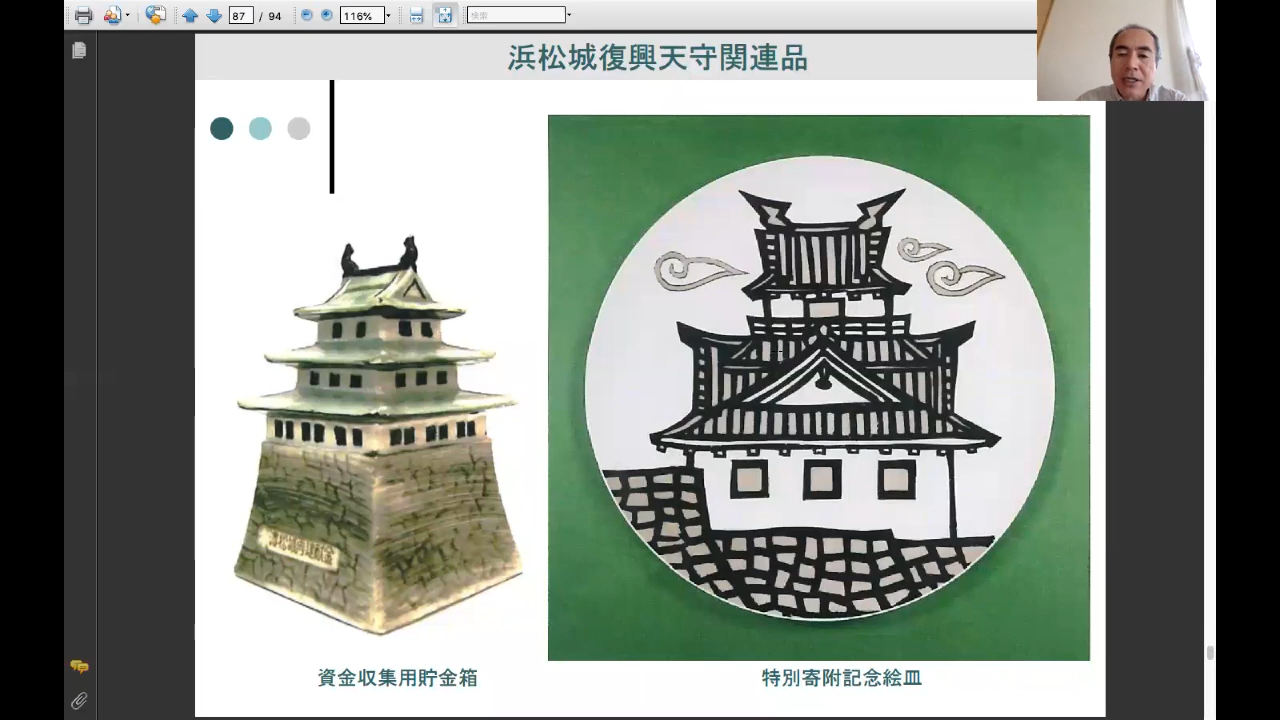 87 / 94
116%
検索
浜松城復興天守関連品
資金収集用貯金箱
特別寄附記念絵皿